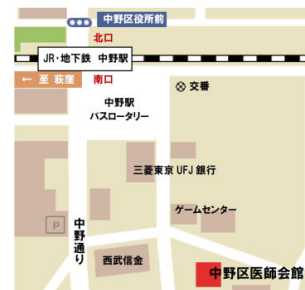 中野区役所前
北口
JR・地下鉄 中野駅
← 至 荻窪
南口
交番
中野駅
バスロータリー
三菱東京 UFJ 銀行
ゲームセンター
P
中野通り
西武信金
中野区医師会館